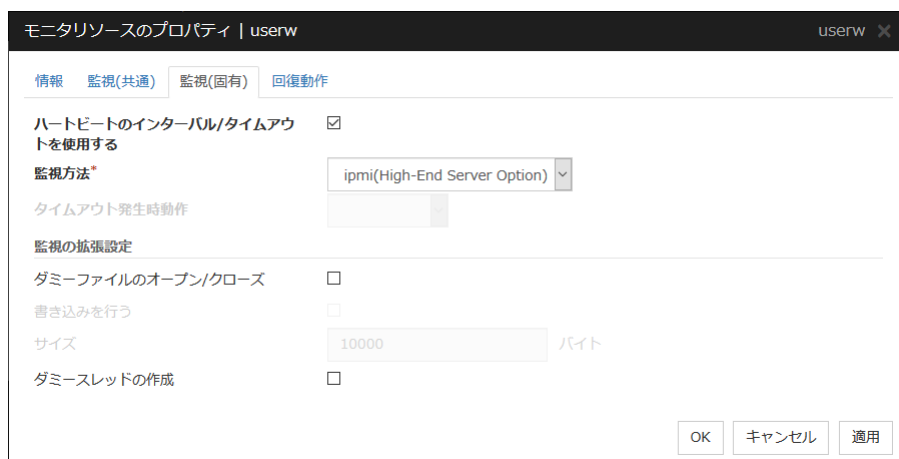 モニタリソースのプロパティ | userw
userw
情報 監視(共通) 監視(固有) 回復動作
ハートビートのインターバル/タイムアウ
トを使用する
監視方法*
ipmi(High-End Server Option)
タイムアウト発生時動作
監視の拡張設定
ダミーファイルのオープン/クローズ
書き込みを行う
サイズ 10000 バイト
ダミースレッドの作成
OK キャンセル 適用